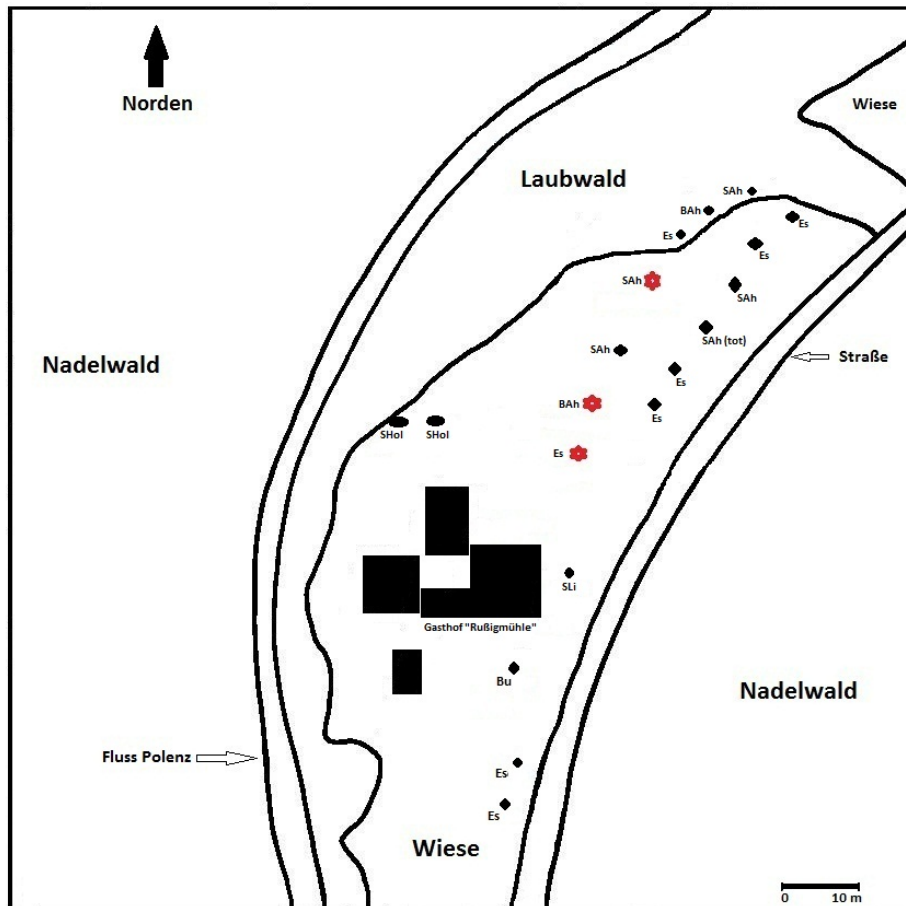 Norden
Wiese
Laubwald
SAh
BAh
Es
Es
Es
SAh
SAh
SAh (tot)
SAh
Nadelwald
Straße
Es
BAh
Es
SHol
SHol
Es
SLi
Gasthof "Rußigmühle"
Bu
Nadelwald
Fluss Polenz
Es
Es
Wiese
0 10 m